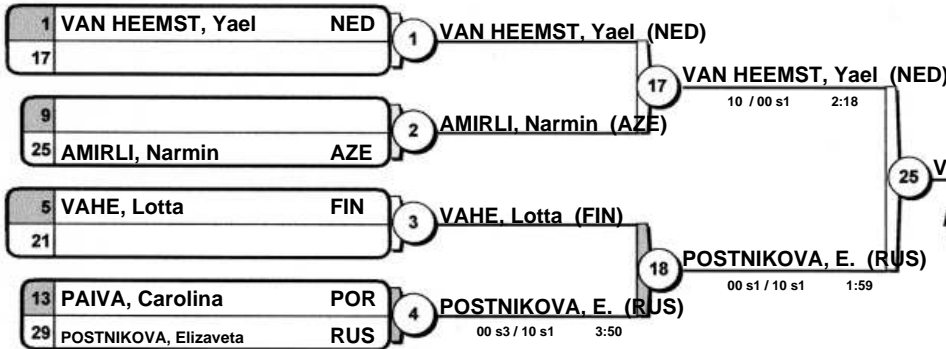 1 VAN HEEMST, Yael NED
17
1 VAN HEEMST, Yael (NED)
9
25 AMIRLI, Narmin AZE
2 AMIRLI, Narmin (AZE)
17 VAN HEEMST, Yael (NED)
10 / 00 s1 2:18
5 VAHE, Lotta FIN
21
3 VAHE, Lotta (FIN)
13 PAIVA, Carolina POR
29 POSTNIKOVA, Elizaveta RUS
4 POSTNIKOVA, E. (RUS)
00 s3 / 10 s1 3:50
18 POSTNIKOVA, E. (RUS)
00 s1 / 10 s1 1:59
25 V